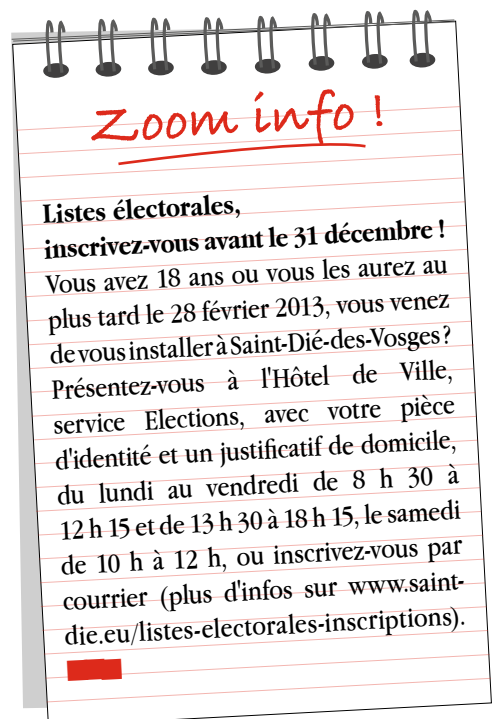 Zoom info !
Listes électorales,
inscrivez-vous avant le 31 décembre !
Vous avez 18 ans ou vous les aurez au
plus tard le 28 février 2013, vous venez
de vous installer à Saint-Dié-des-Vosges ?
Présentez-vous à l'Hôtel de Ville,
service Elections, avec votre pièce
d'identité et un justificatif de domicile,
du lundi au vendredi de 8 h 30 à
12 h 15 et de 13 h 30 à 18 h 15, le samedi
de 10 h à 12 h, ou inscrivez-vous par
courrier (plus d'infos sur www.saint-
die.eu/listes-electorales-inscriptions).